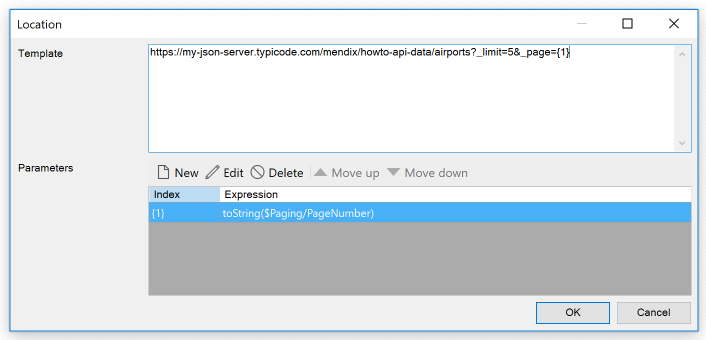 Location
Template
https://my-json-server.typicode.com/mendix/howto-api-data/airports?_limit=5&_page={1}
Parameters
New Edit Delete Move up Move down
Index Expression
{1} toString($Paging/PageNumber)
OK Cancel